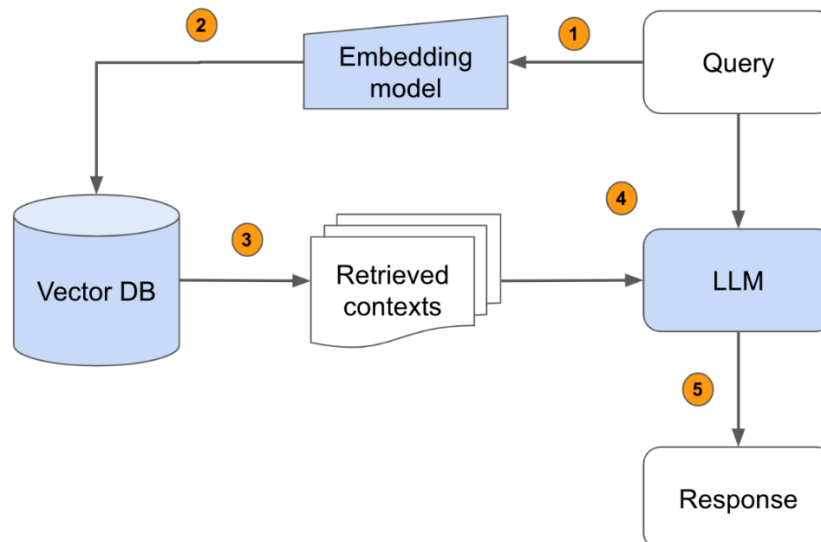 2
1
Embedding
model
Query
4
3
Vector DB
Retrieved
contexts
LLM
5
Response